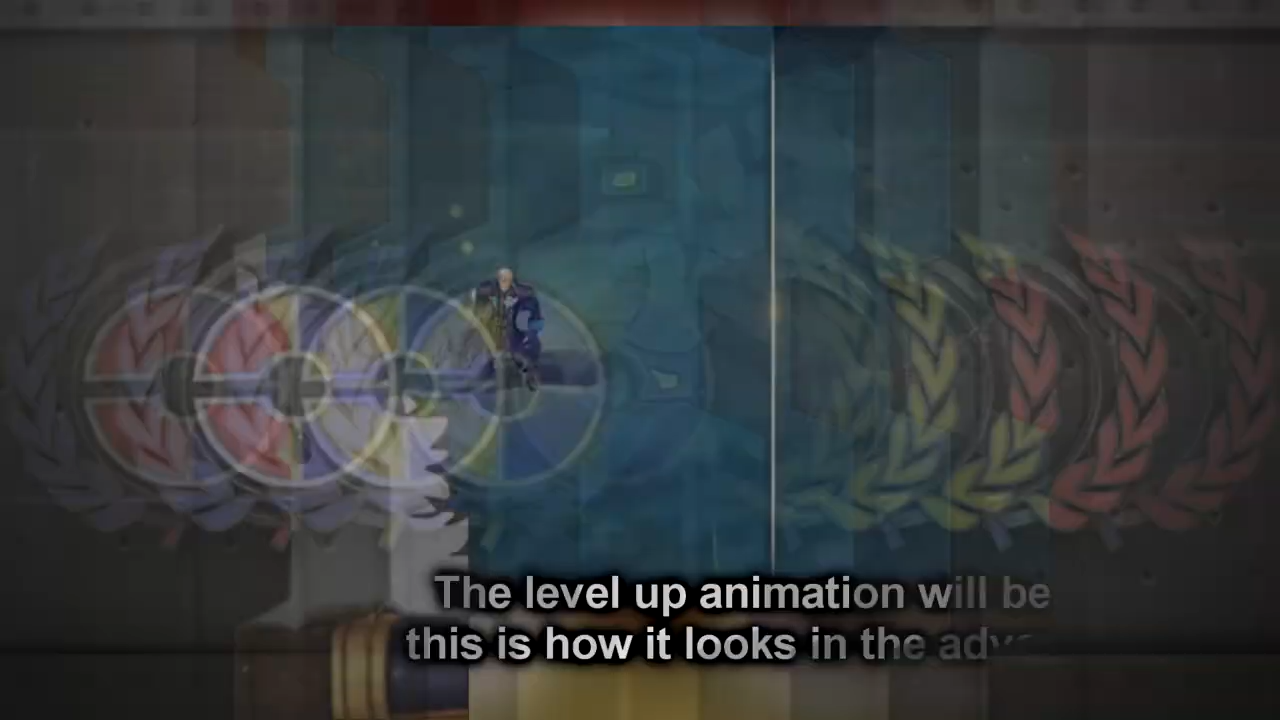 The level up animation will be
this is how it looks in the